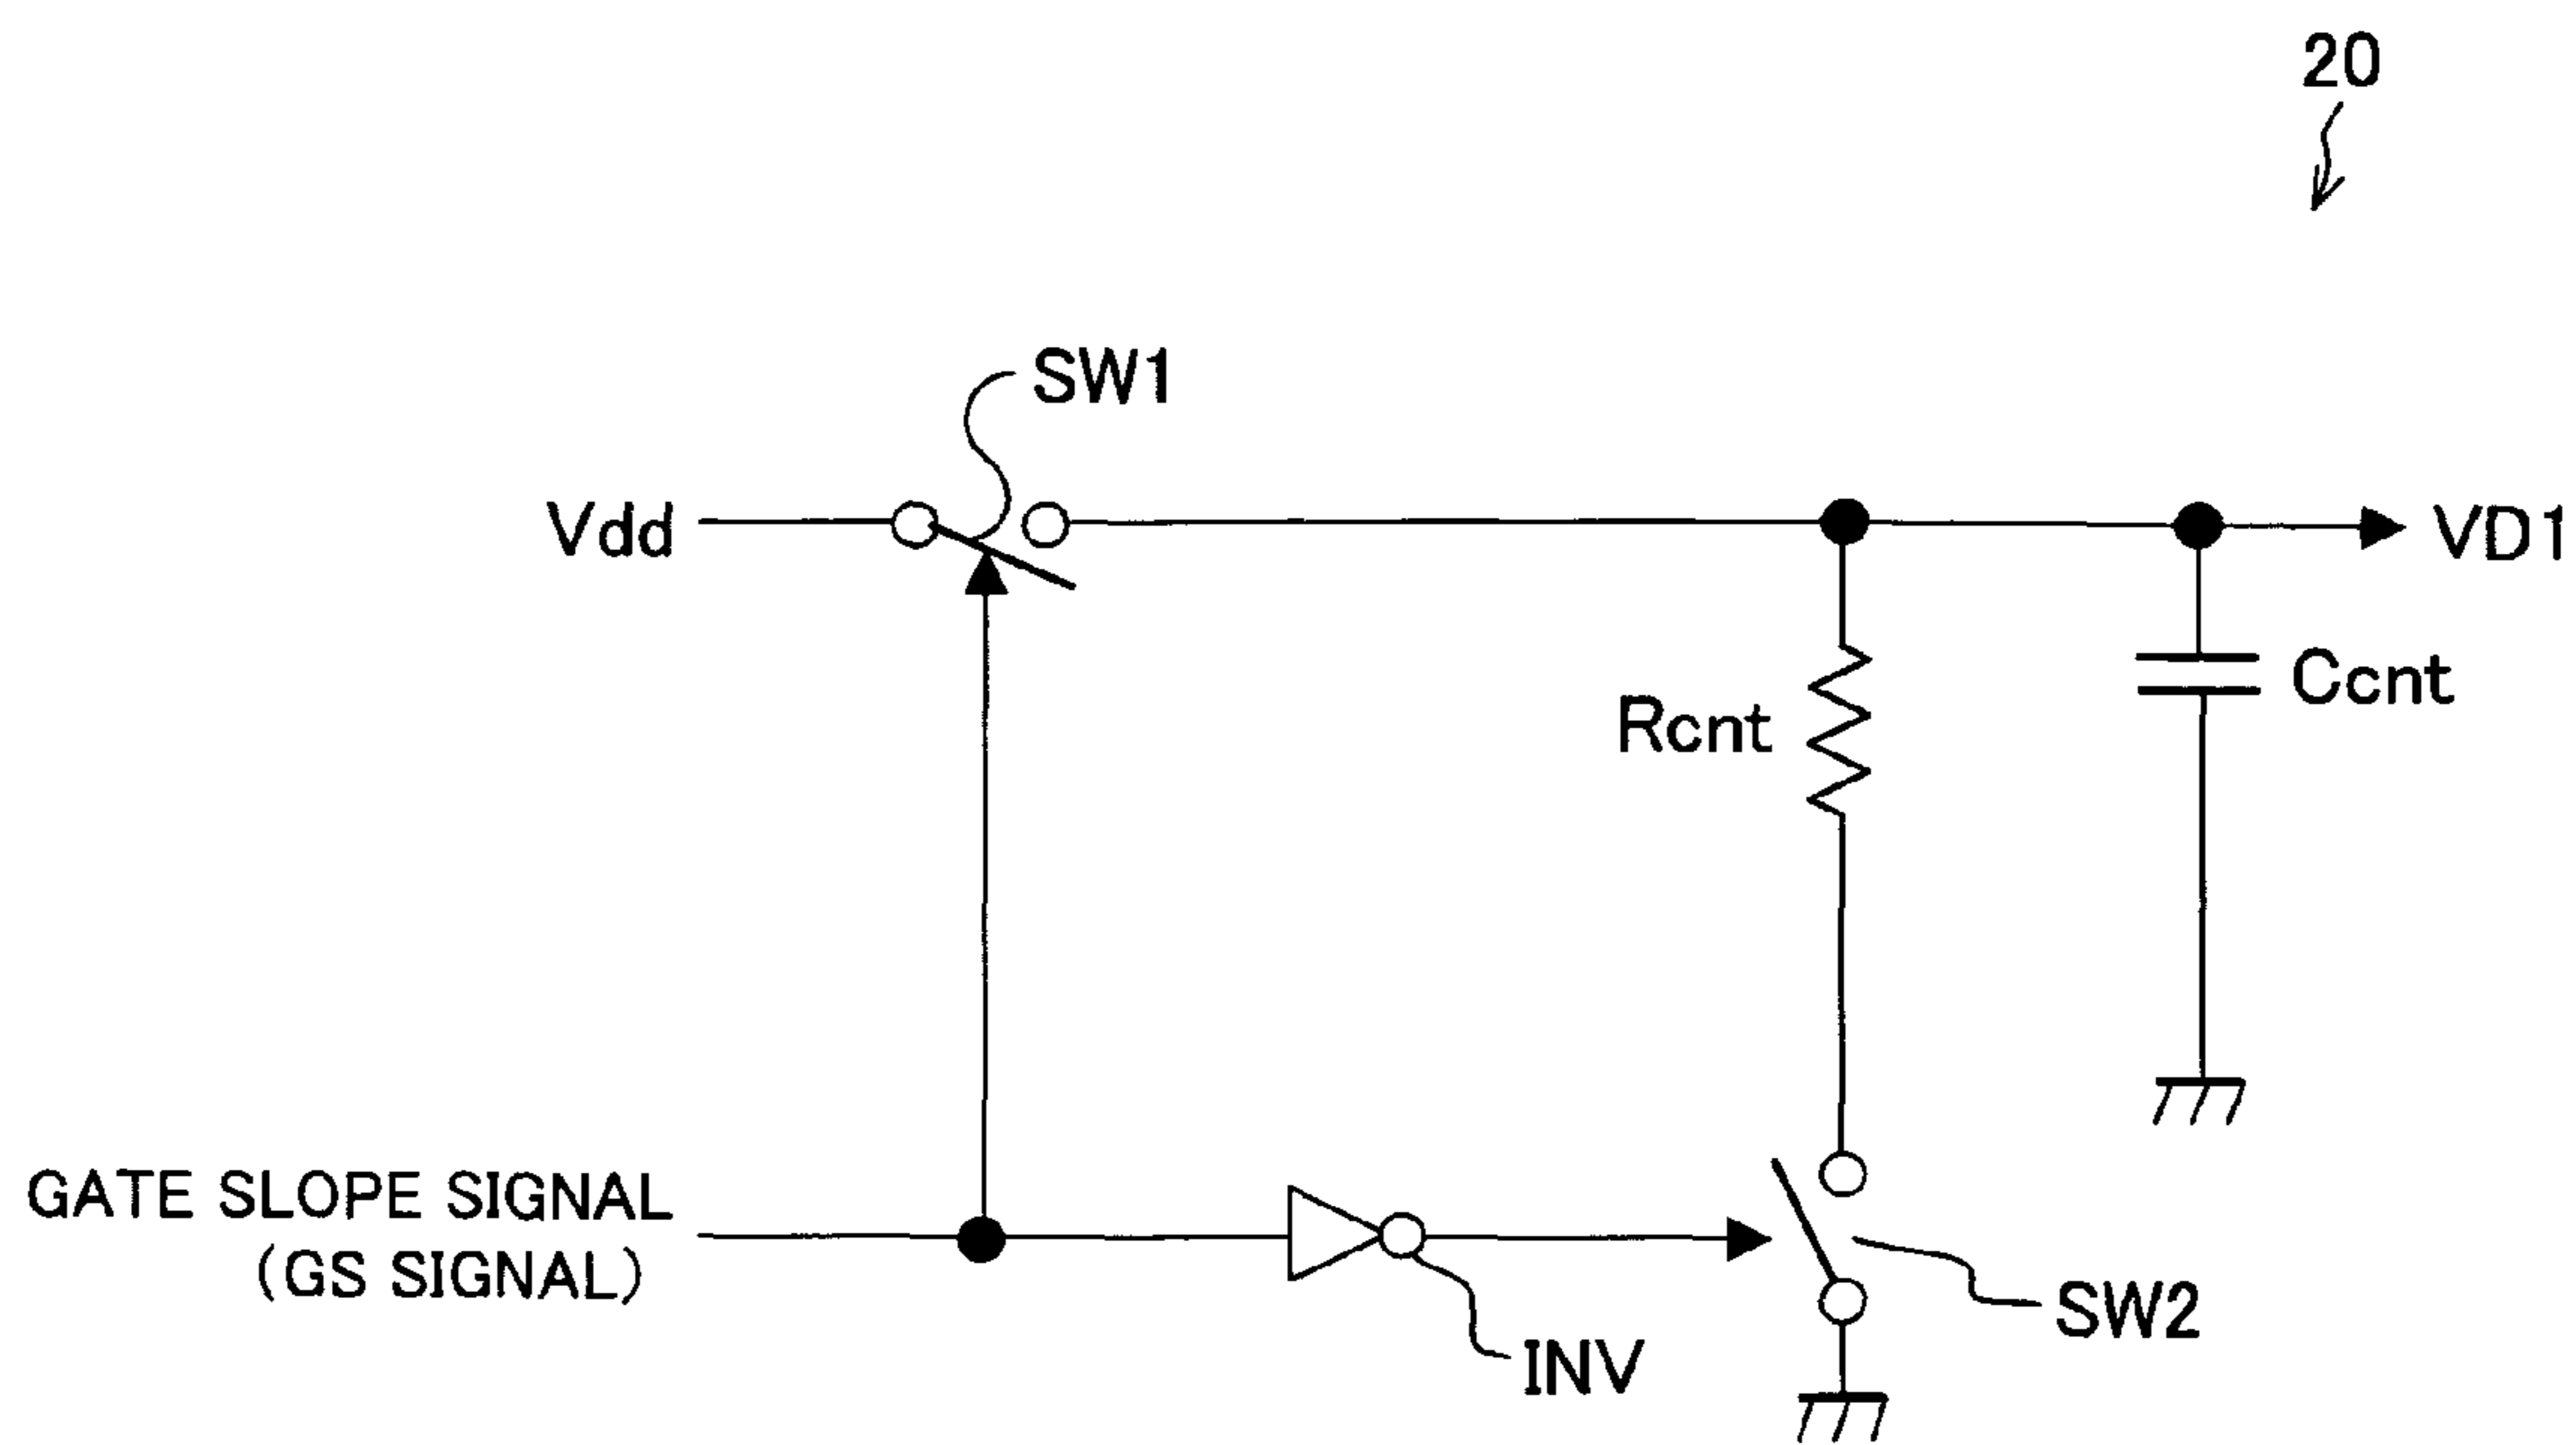 20
SW1
Vdd
VD1
Rcnt
Ccnt
GATE SLOPE SIGNAL
(GS SIGNAL)
INV
SW2